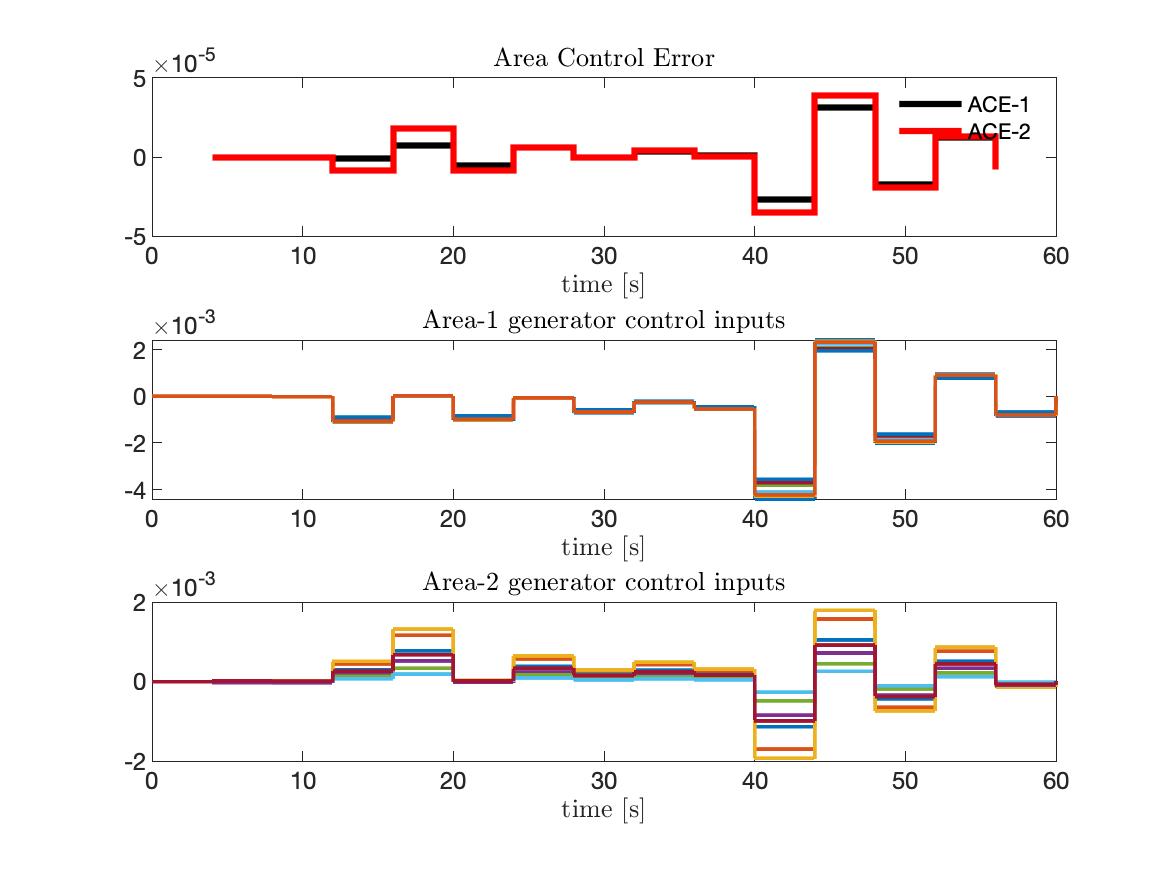 Area Control Error
×10-5
5
0
-5
ACE-1
ACE-2
0 10 20 30 40 50 60
time [s]
Area-1 generator control inputs
×10-3
2
0
-2
-4
0 10 20 30 40 50 60
time [s]
Area-2 generator control inputs
×10-3
2
0
-2
0 10 20 30 40 50 60
time [s]